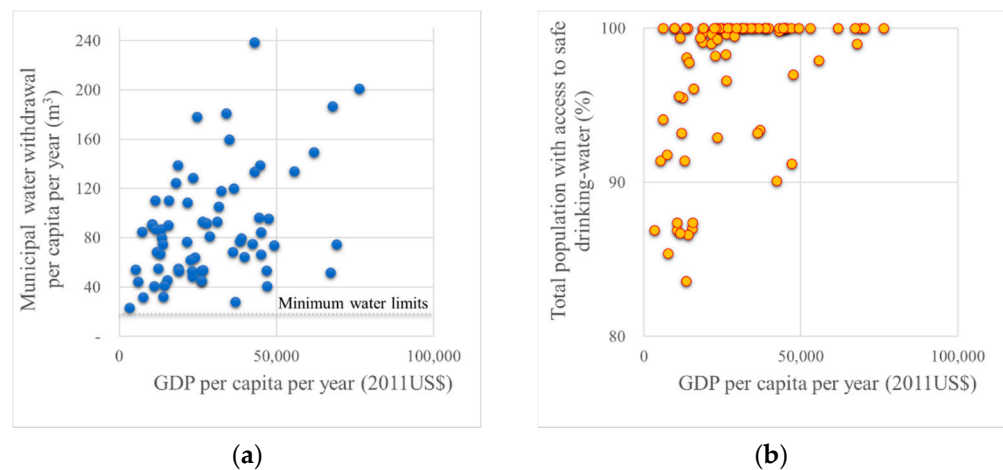 Municipal water withdrawal
per capita per year (m³)
240
200
160
120
80
40
-
Minimum water limits
0
50,000
100,000
GDP per capita per year (2011US$)
(a)
Total population with access to safe
drinking-water (%)
100
90
80
0
50,000
100,000
GDP per capita per year (2011US$)
(b)